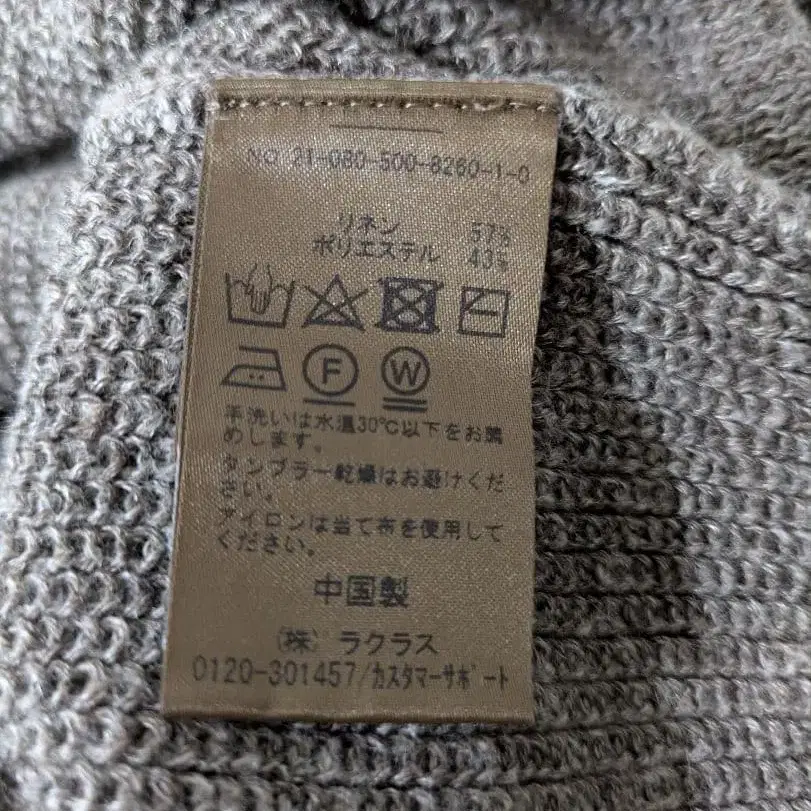 NO 21-080-500-8260-1-0
リネン 57%
ポリエステル 43%
F W
手洗いは水温30℃以下をお勧
めします。
タンブラー乾燥はお避けくだ
さい。
アイロンは当て布を使用して
ください。
中国製
(株) ラクラス
0120-301457/カスタマーサポート